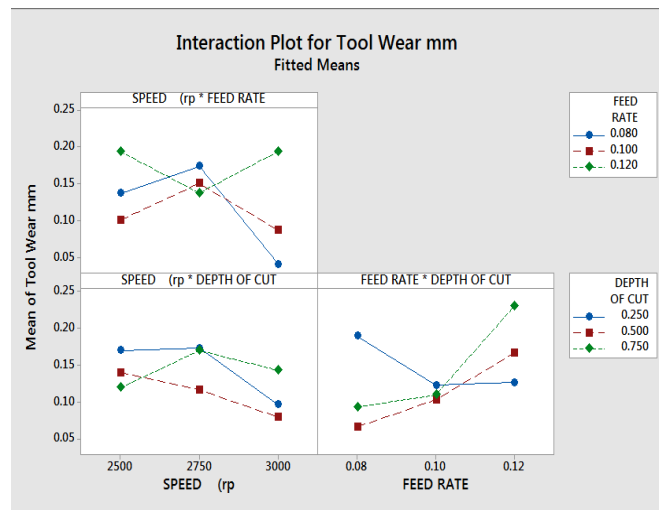 Interaction Plot for Tool Wear mm
Fitted Means
SPEED (rp * FEED RATE
0.25
0.20
0.15
0.10
0.05
FEED
RATE
0.080
0.100
0.120
Mean of Tool Wear mm
SPEED (rp * DEPTH OF CUT
FEED RATE * DEPTH OF CUT
0.25
0.20
0.15
0.10
0.05
DEPTH
OF CUT
0.250
0.500
0.750
2500 2750 3000
0.08 0.10 0.12
SPEED (rp
FEED RATE